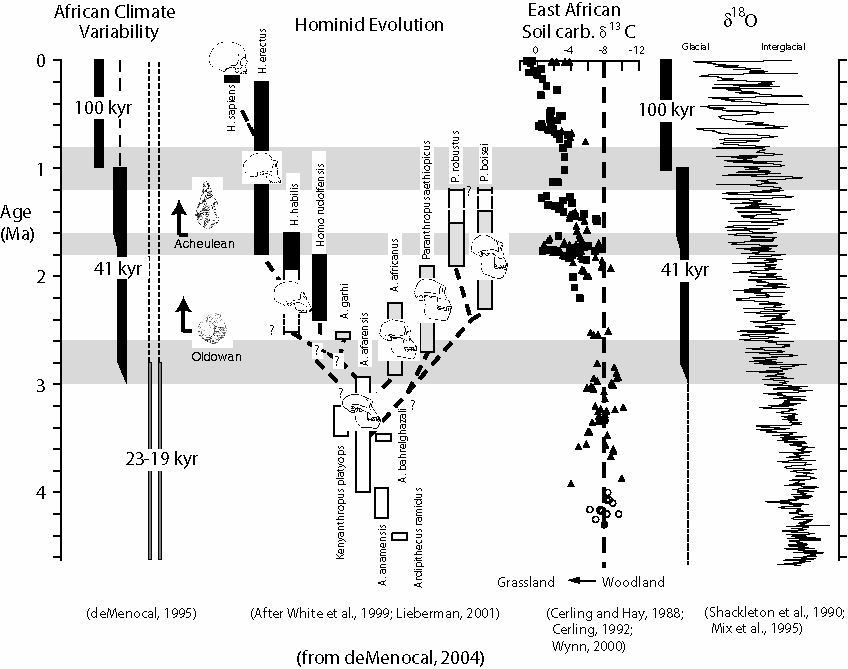 African Climate
Variability
Hominid Evolution
East African
Soil carb. δ¹³C
δ¹⁸O
0 -4 -8 -12
Glacial Interglacial
0
1
Age
(Ma)
2
3
4
100 kyr
41 kyr
23-19 kyr
Acheulean
Oldowan
H. sapiens
H. erectus
H. habilis
Homo rudolfensis
A. garhi
A. afarensis
A. africanus
Paranthropus aethiopicus
P. robustus
P. boisei
?
?
?
?
?
?
Kenyanthropus platyops
A. bahrelghazali
A. anamensis
Ardipithecus ramidus
100 kyr
41 kyr
Grassland Woodland
(deMenocal, 1995)
(After White et al., 1999; Lieberman, 2001)
(Cerling and Hay, 1988;
Cerling, 1992;
Wynn, 2000)
(Shackleton et al., 1990;
Mix et al., 1995)
(from deMenocal, 2004)